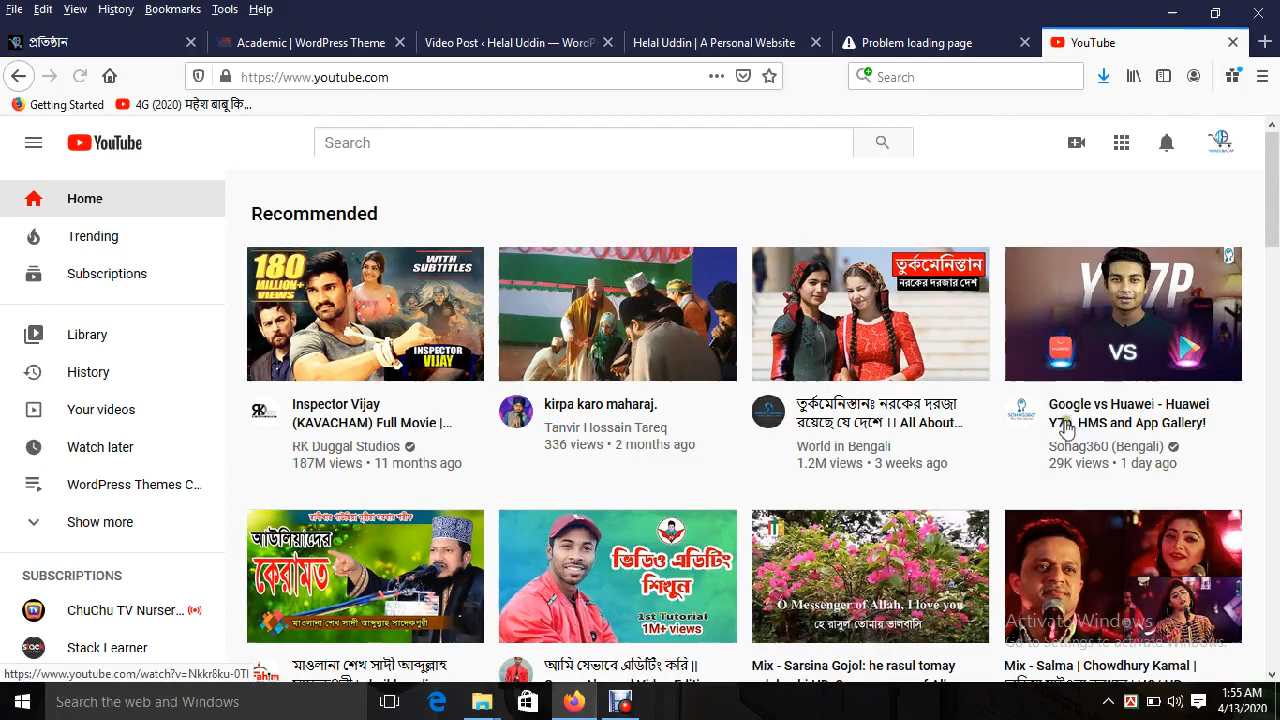 File Edit View History Bookmarks Tools Help
প্রতিষ্ঠান
Academic | WordPress Theme
Video Post ‹ Helal Uddin — WordP
Helal Uddin | A Personal Website
Problem loading page
YouTube
https://www.youtube.com
Search
Getting Started
4G (2020) महेश बाबू कि...
YouTube
Search
Home
Trending
Subscriptions
Library
History
Your videos
Watch later
WordPress Themes C...
Show more
SUBSCRIPTIONS
ChuChu TV Nurser...
Stack Learner
Recommended
180
MILLION+
VIEWS
WITH
SUBTITLES
INSPECTOR
VIJAY
তুর্কমেনিস্তান
নরকের দরজার দেশ
Y 7P
HUAWEI
VS
Inspector Vijay
(KAVACHAM) Full Movie |...
RK Duggal Studios
187M views • 11 months ago
kirpa karo maharaj.
Tanvir Hossain Tareq
336 views • 2 months ago
তুর্কমেনিস্তানঃ নরকের দরজা
রয়েছে যে দেশে || All About...
World in Bengali
1.2M views • 3 weeks ago
Google vs Huawei - Huawei
Y7p HMS and App Gallery!
Sohag360 (Bengali)
29K views • 1 day ago
আউলিয়াদের
কেরামত
মাওলানা শেখ সাদী আব্দুল্লাহ সাদেকপুরী
ভিডিও এডিটিং
শিখুন
1st Tutorial
1M+ views
O Messenger of Allah, I love you
হে রাসুল তোমায় ভালবাসি
মাওলানা শেখ সাদী আব্দুল্লাহ
আমি যেভাবে এডিটিং করি ||
Mix - Sarsina Gojol: he rasul tomay
Mix - Salma | Chowdhury Kamal |
Activate Windows
Go to Settings to activate Windows.
https://www.youtube.com/watch?v=Nkkr6ku-0TI
Search the web and Windows
1:55 AM
4/13/2020